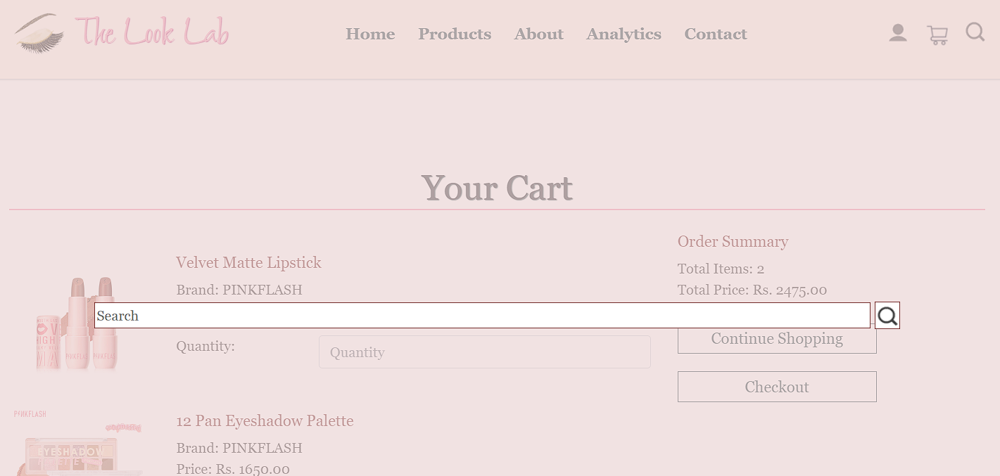 The Look Lab
Home Products About Analytics Contact
Your Cart
Velvet Matte Lipstick
Brand: PINKFLASH
Search
Quantity:
Quantity
12 Pan Eyeshadow Palette
Brand: PINKFLASH
Price: Rs. 1650.00
Order Summary
Total Items: 2
Total Price: Rs. 2475.00
Continue Shopping
Checkout
PINKFLASH
EYESHADOW